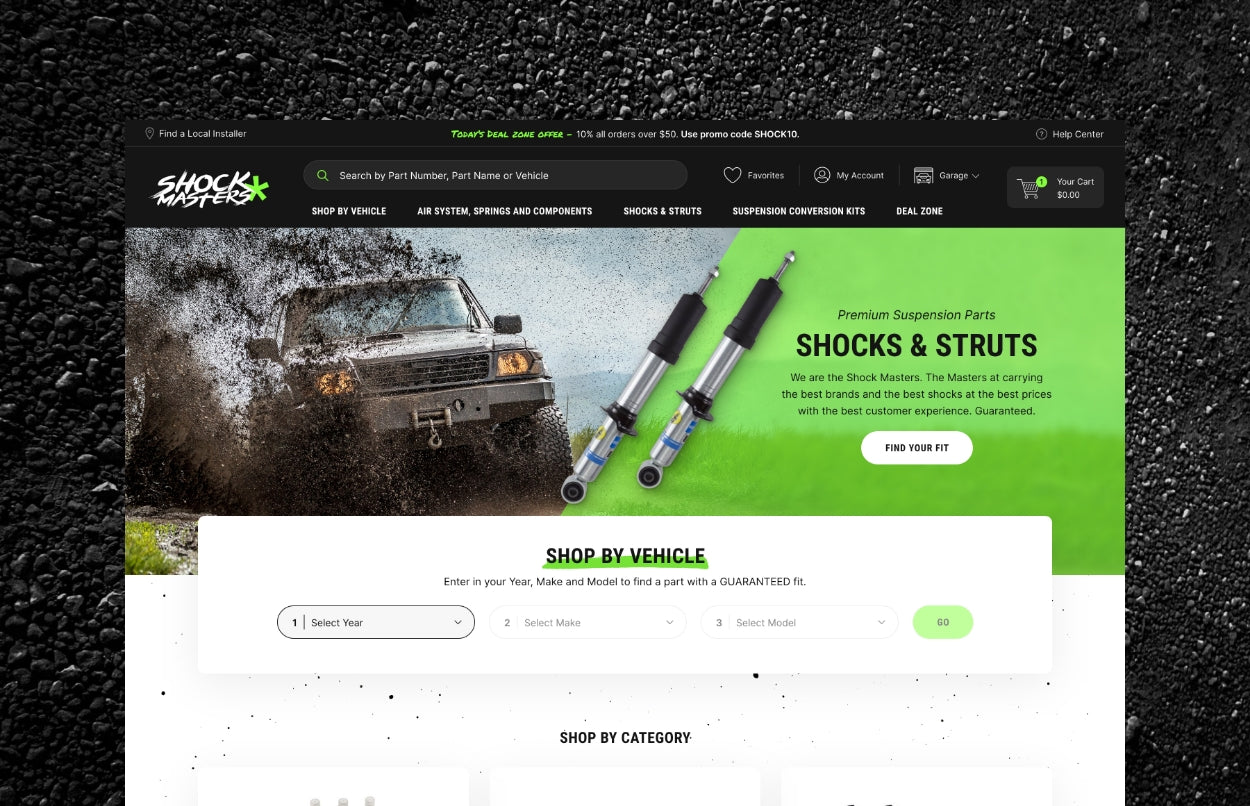 Find a Local Installer
TODAY'S DEAL ZONE OFFER – 10% all orders over $50. Use promo code SHOCK10.
Help Center
SHOCK
MASTERS
Search by Part Number, Part Name or Vehicle
Favorites
My Account
Garage
1
Your Cart
$0.00
SHOP BY VEHICLE
AIR SYSTEM, SPRINGS AND COMPONENTS
SHOCKS & STRUTS
SUSPENSION CONVERSION KITS
DEAL ZONE
Premium Suspension Parts
SHOCKS & STRUTS
We are the Shock Masters. The Masters at carrying
the best brands and the best shocks at the best prices
with the best customer experience. Guaranteed.
FIND YOUR FIT
SHOP BY VEHICLE
Enter in your Year, Make and Model to find a part with a GUARANTEED fit.
1 Select Year
2 Select Make
3 Select Model
GO
SHOP BY CATEGORY